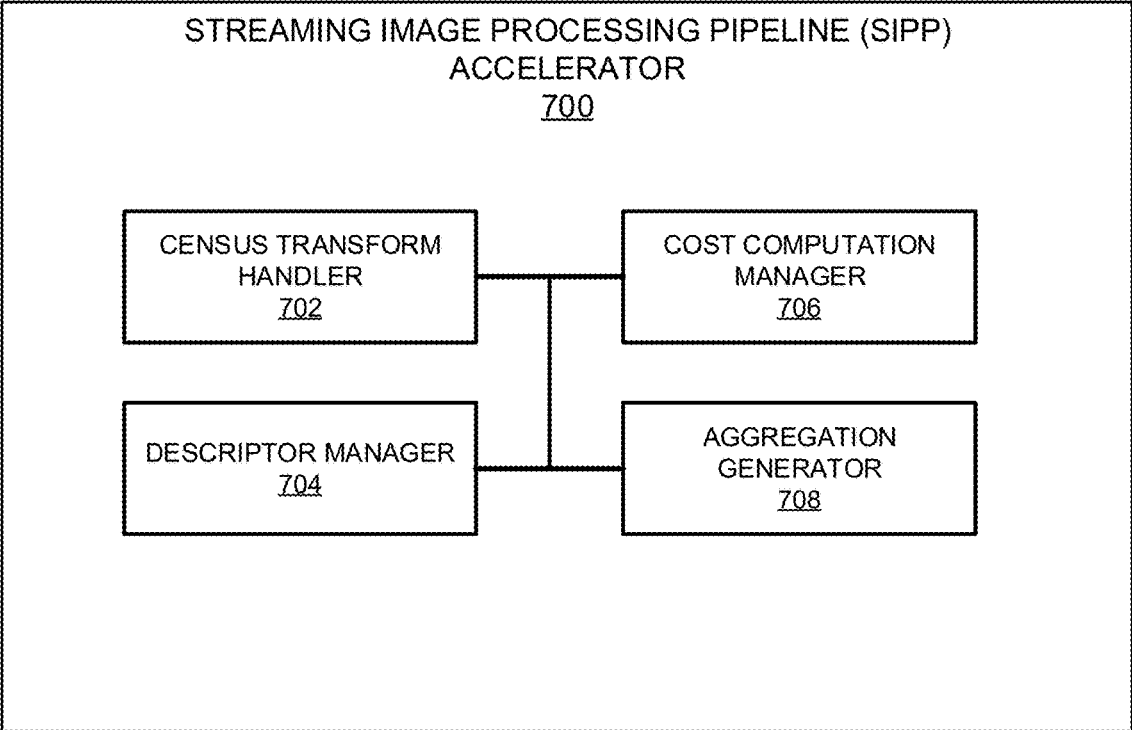 STREAMING IMAGE PROCESSING PIPELINE (SIPP)
ACCELERATOR
700
CENSUS TRANSFORM
HANDLER
702
COST COMPUTATION
MANAGER
706
DESCRIPTOR MANAGER
704
AGGREGATION
GENERATOR
708